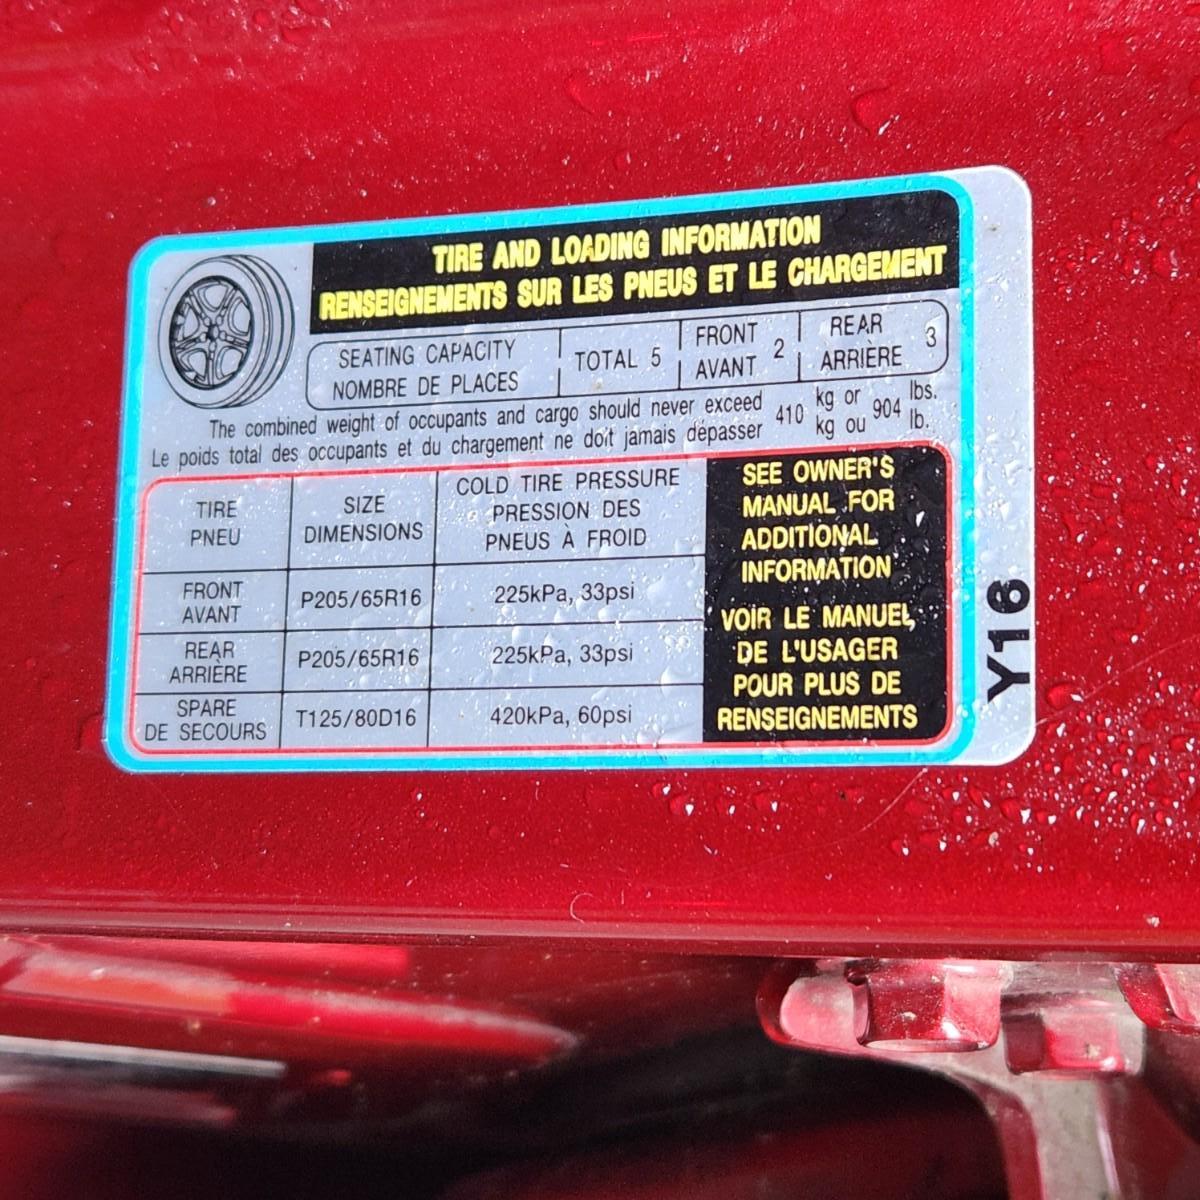 TIRE AND LOADING INFORMATION
RENSEIGNEMENTS SUR LES PNEUS ET LE CHARGEMENT
SEATING CAPACITY
NOMBRE DE PLACES
TOTAL 5
FRONT
AVANT
2
REAR
ARRIÈRE
3
The combined weight of occupants and cargo should never exceed
Le poids total des occupants et du chargement ne doit jamais dépasser
410
kg or
kg ou
904
lbs.
lb.
TIRE
PNEU
SIZE
DIMENSIONS
COLD TIRE PRESSURE
PRESSION DES
PNEUS À FROID
FRONT
AVANT
P205/65R16
225kPa, 33psi
REAR
ARRIÈRE
P205/65R16
225kPa, 33psi
SPARE
DE SECOURS
T125/80D16
420kPa, 60psi
SEE OWNER'S
MANUAL FOR
ADDITIONAL
INFORMATION
VOIR LE MANUEL
DE L'USAGER
POUR PLUS DE
RENSEIGNEMENTS
Y16